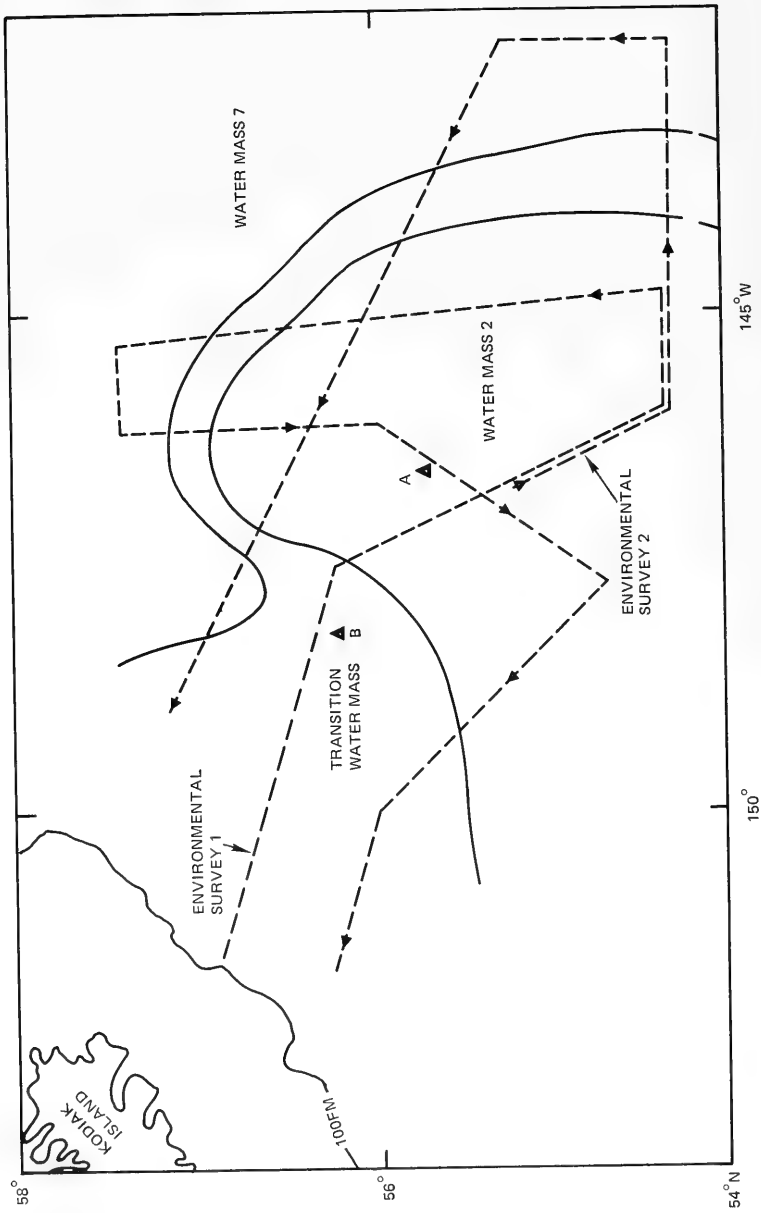 58°
56°
54°N
150°
145°W
KODIAK
ISLAND
100FM
ENVIRONMENTAL
SURVEY 1
TRANSITION
WATER MASS
B
A
WATER MASS 2
ENVIRONMENTAL
SURVEY 2
WATER MASS 7